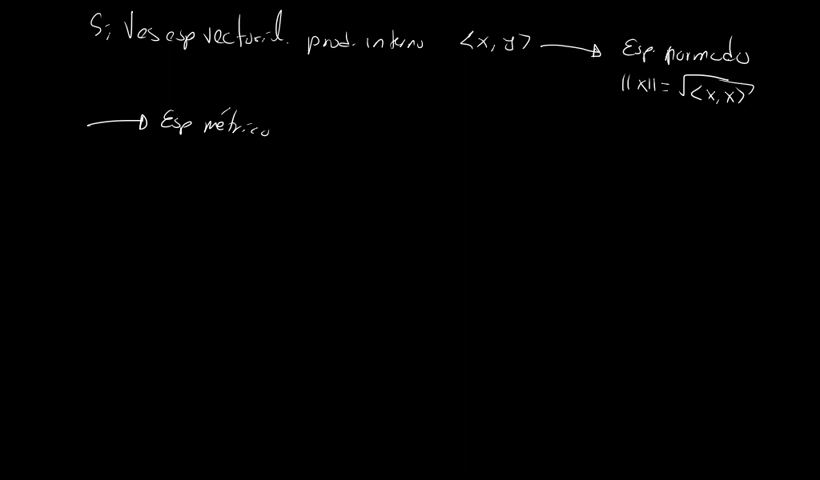 Si V es esp vectorial. prod. interno <x, y> → Esp. normado
||x|| = √<x, x>
→ Esp métrico